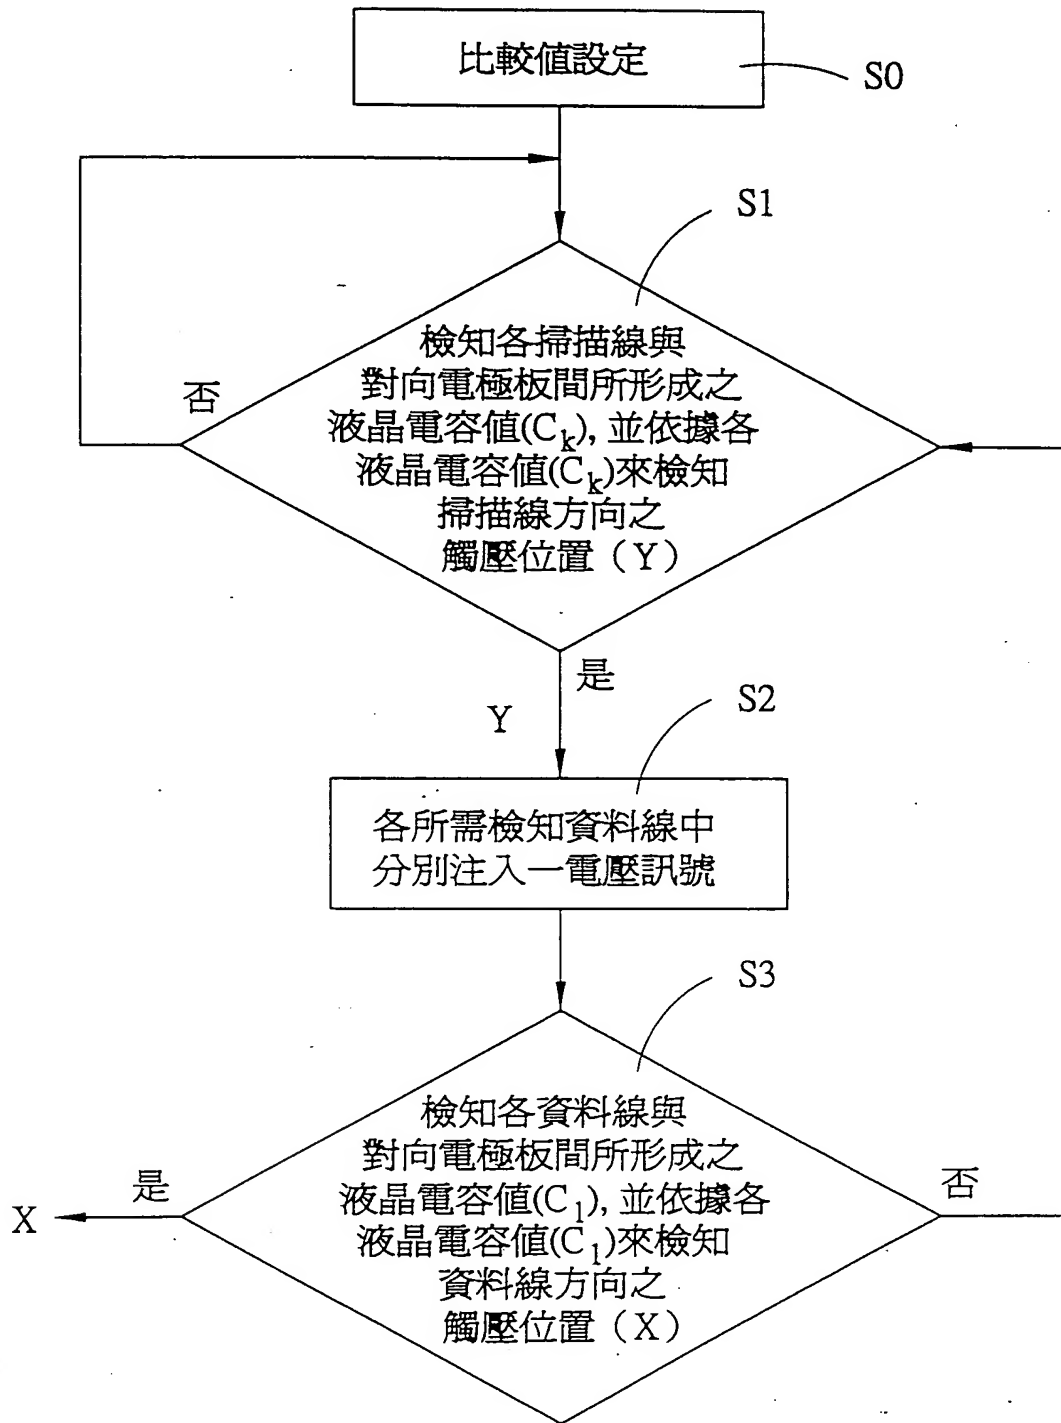 比較值設定
S0
S1
檢知各掃描線與
對向電極板間所形成之
液晶電容值(Ck), 並依據各
液晶電容值(Ck)來檢知
掃描線方向之
觸壓位置（Y）
否
是
Y
S2
各所需檢知資料線中
分別注入一電壓訊號
S3
檢知各資料線與
對向電極板間所形成之
液晶電容值(C1), 並依據各
液晶電容值(C1)來檢知
資料線方向之
觸壓位置（X）
是
X
否